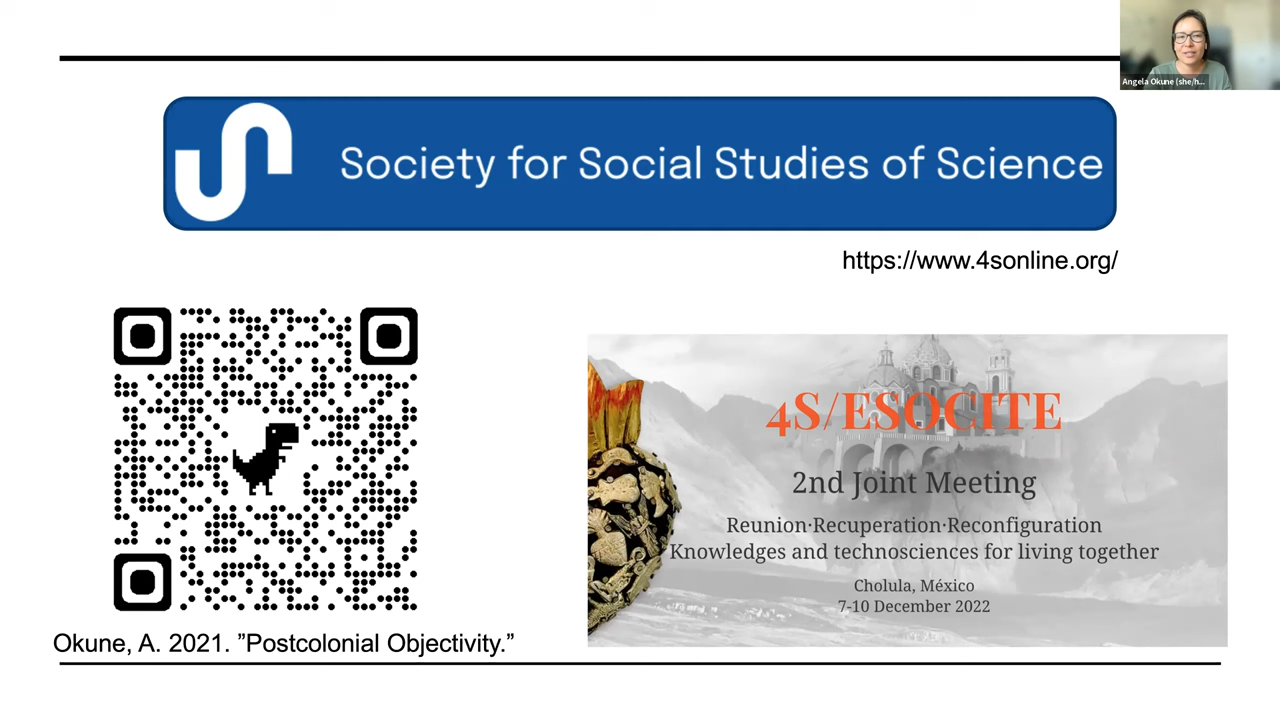 Angela Okune (she/h...
Society for Social Studies of Science
https://www.4sonline.org/
4S/ESOCITE
2nd Joint Meeting
Reunion·Recuperation·Reconfiguration
Knowledges and technosciences for living together
Cholula, México
7-10 December 2022
Okune, A. 2021. ”Postcolonial Objectivity.”